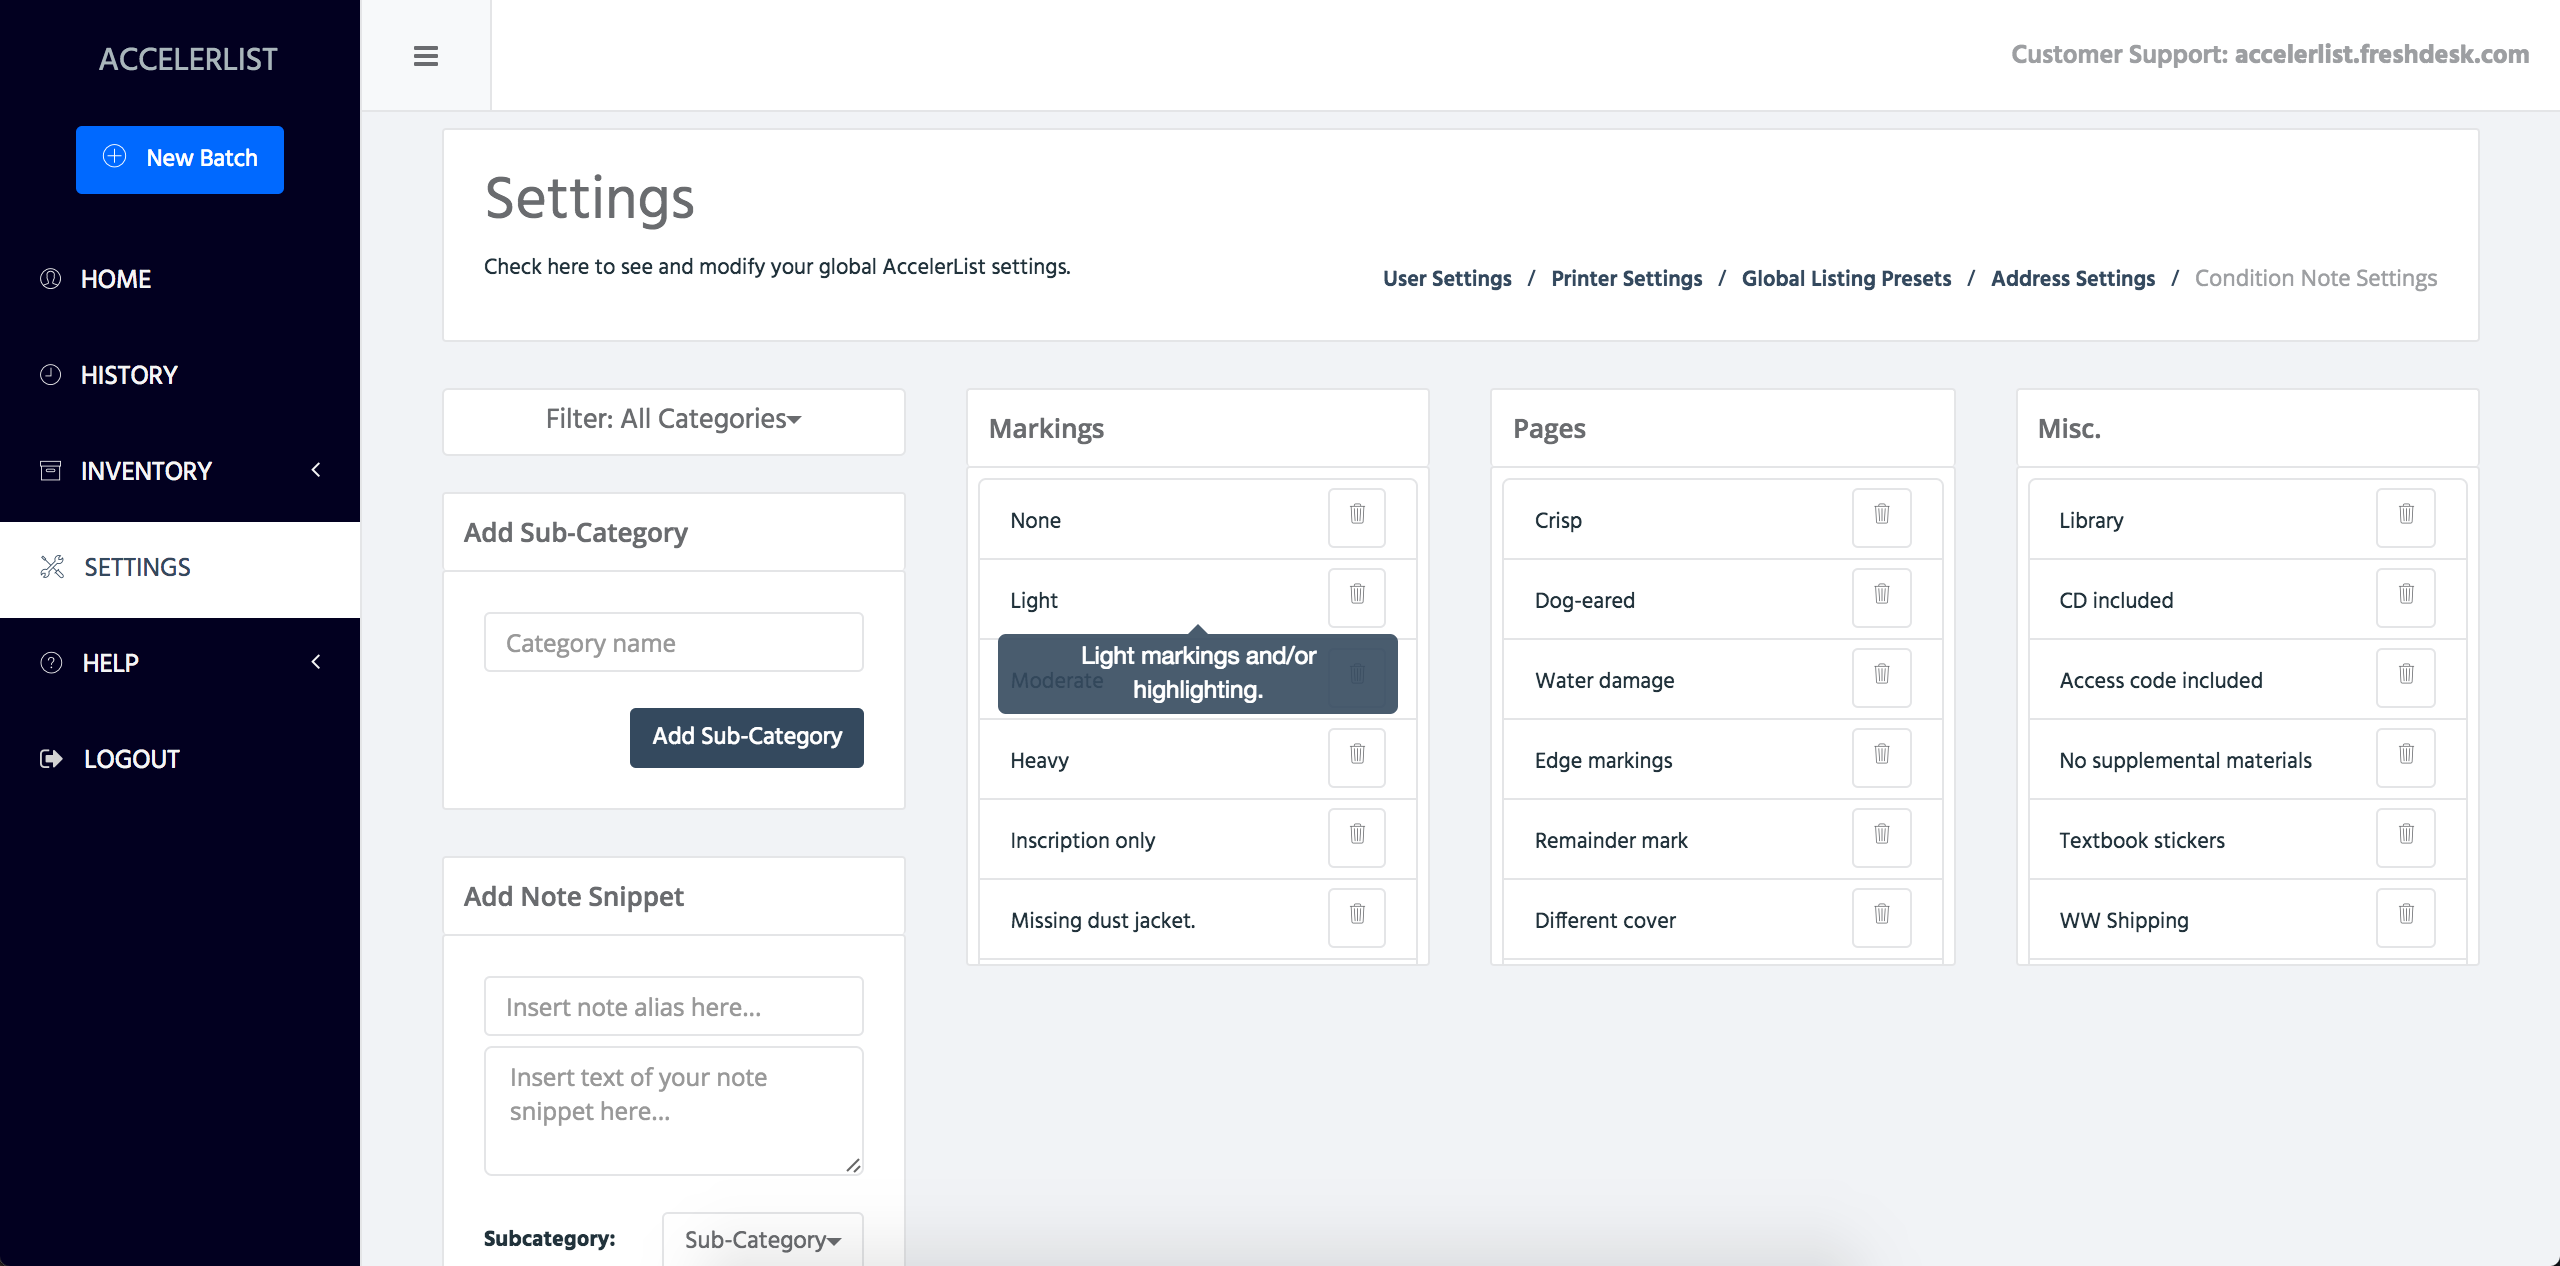 ACCELERLIST
New Batch
HOME
HISTORY
INVENTORY
SETTINGS
HELP
LOGOUT
Customer Support: accelerlist.freshdesk.com
Settings
Check here to see and modify your global AccelerList settings.
User Settings / Printer Settings / Global Listing Presets / Address Settings / Condition Note Settings
Filter: All Categories
Add Sub-Category
Category name
Add Sub-Category
Add Note Snippet
Insert note alias here...
Insert text of your note
snippet here...
Subcategory:
Sub-Category
Markings
None
Light
Light markings and/or
highlighting.
Moderate
Heavy
Inscription only
Missing dust jacket.
Pages
Crisp
Dog-eared
Water damage
Edge markings
Remainder mark
Different cover
Misc.
Library
CD included
Access code included
No supplemental materials
Textbook stickers
WW Shipping